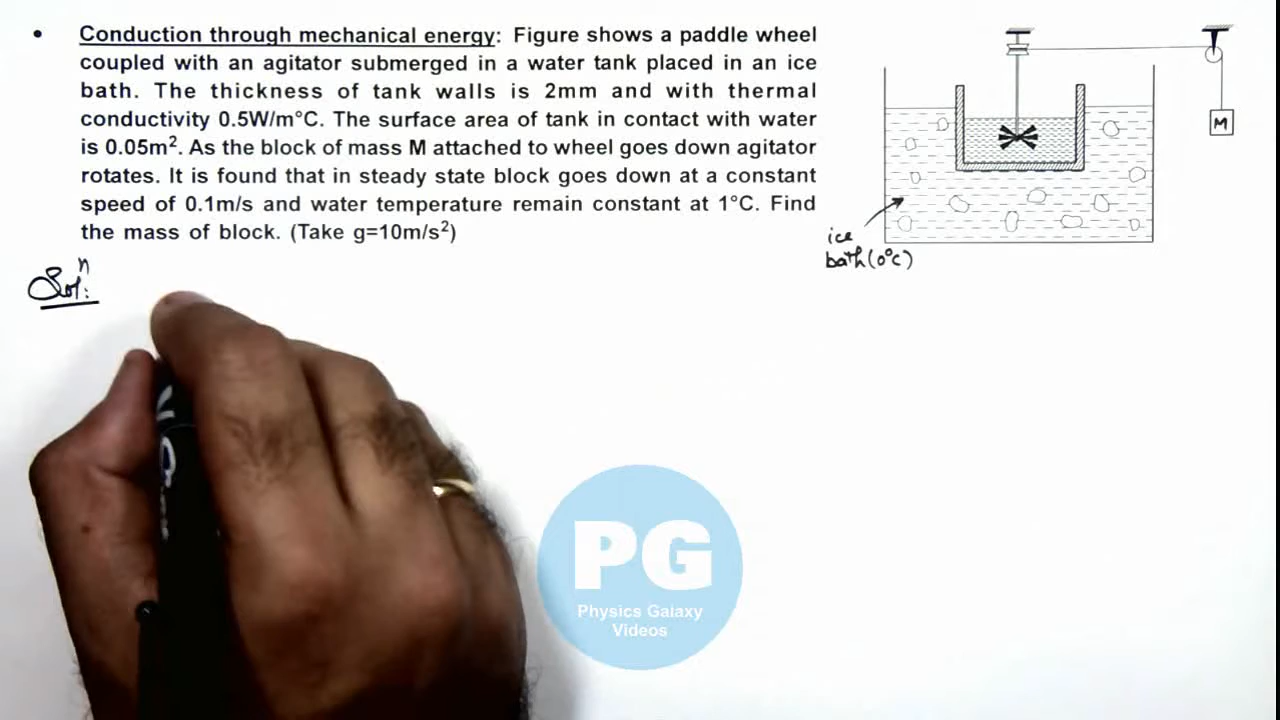 • Conduction through mechanical energy: Figure shows a paddle wheel
coupled with an agitator submerged in a water tank placed in an ice
bath. The thickness of tank walls is 2mm and with thermal
conductivity 0.5W/m°C. The surface area of tank in contact with water
is 0.05m². As the block of mass M attached to wheel goes down agitator
rotates. It is found that in steady state block goes down at a constant
speed of 0.1m/s and water temperature remain constant at 1°C. Find
the mass of block. (Take g=10m/s²)
M
ice
bath (0°C)
Solⁿ:
PG
Physics Galaxy
Videos